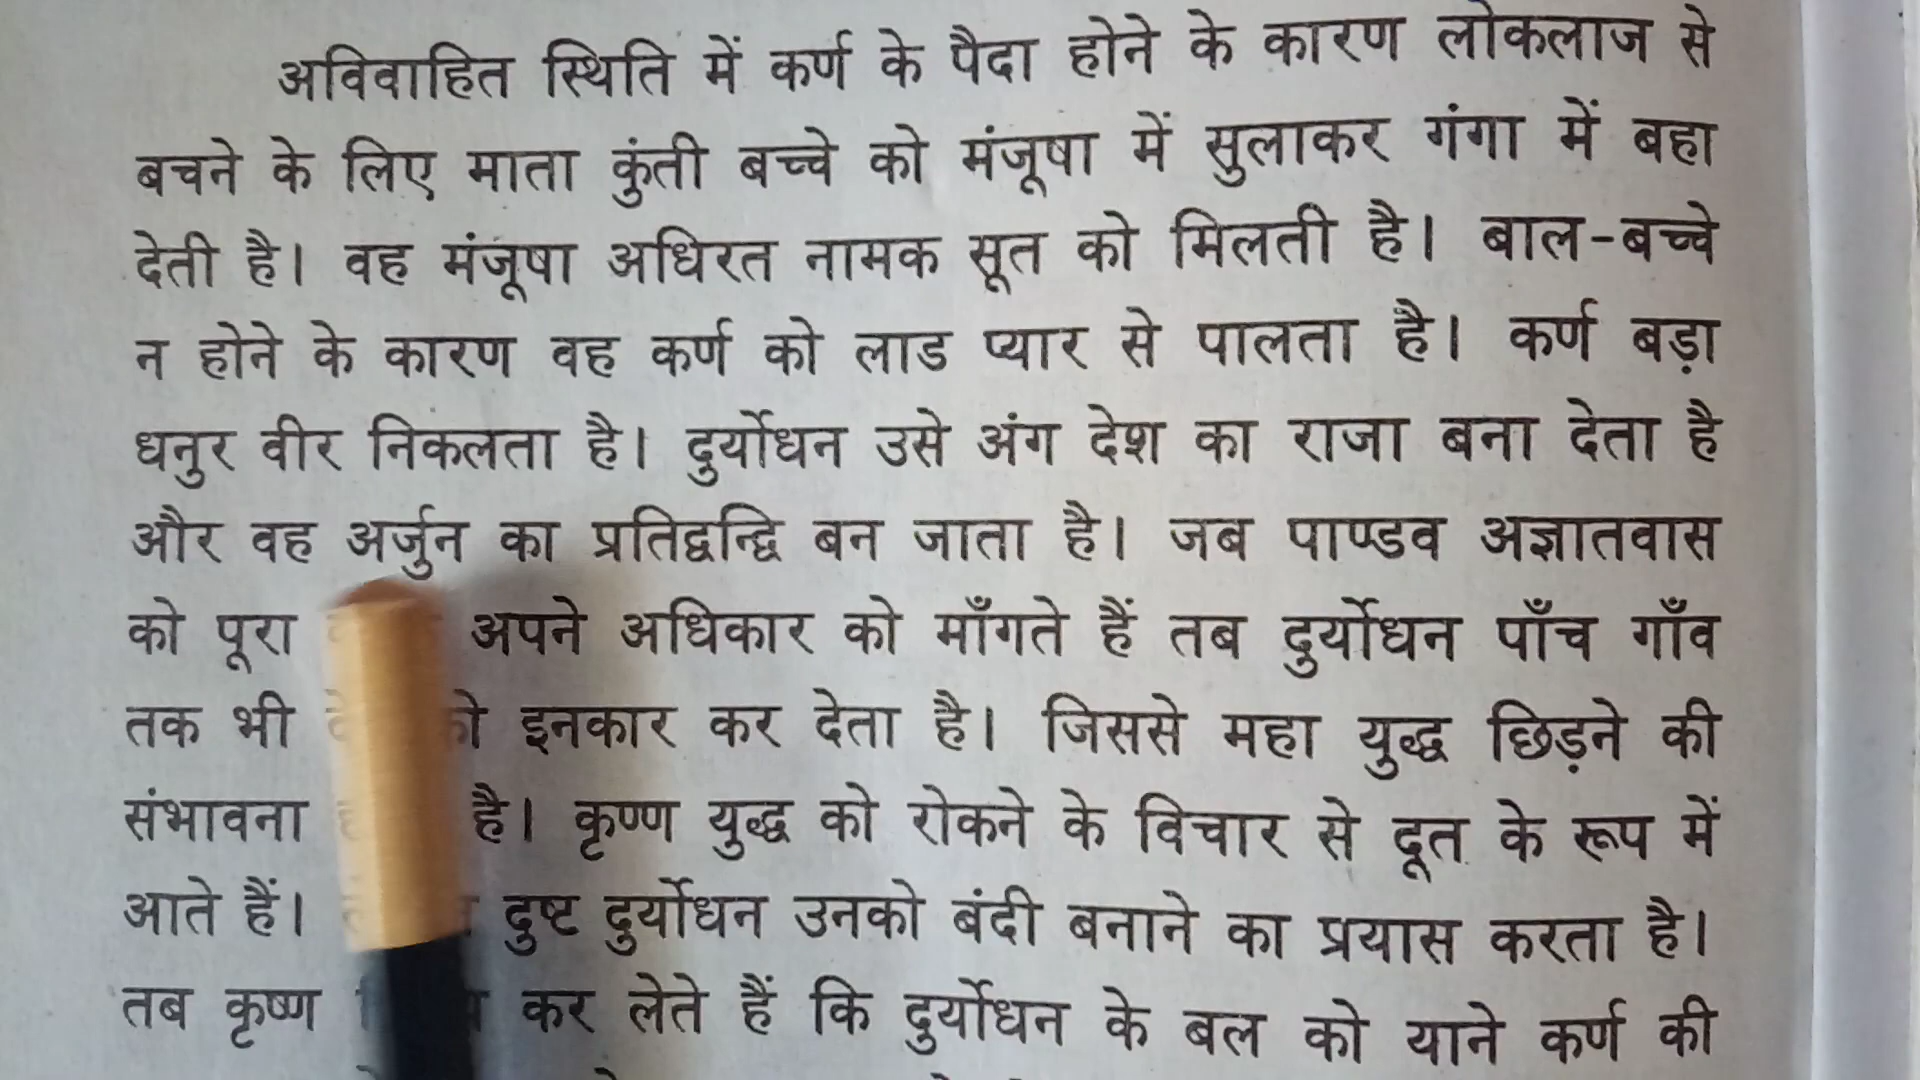 अविवाहित स्थिति में कर्ण के पैदा होने के कारण लोकलाज से
बचने के लिए माता कुंती बच्चे को मंजूषा में सुलाकर गंगा में बहा
देती है। वह मंजूषा अधिरत नामक सूत को मिलती है। बाल-बच्चे
न होने के कारण वह कर्ण को लाड प्यार से पालता है। कर्ण बड़ा
धनुर वीर निकलता है। दुर्योधन उसे अंग देश का राजा बना देता है
और वह अर्जुन का प्रतिद्वन्द्वि बन जाता है। जब पाण्डव अज्ञातवास
को पूरा अपने अधिकार को माँगते हैं तब दुर्योधन पाँच गाँव
तक भी इनकार कर देता है। जिससे महा युद्ध छिड़ने की
संभावना है। कृष्ण युद्ध को रोकने के विचार से दूत के रूप में
आते हैं। दुष्ट दुर्योधन उनको बंदी बनाने का प्रयास करता है।
तब कृष्ण कर लेते हैं कि दुर्योधन के बल को याने कर्ण की